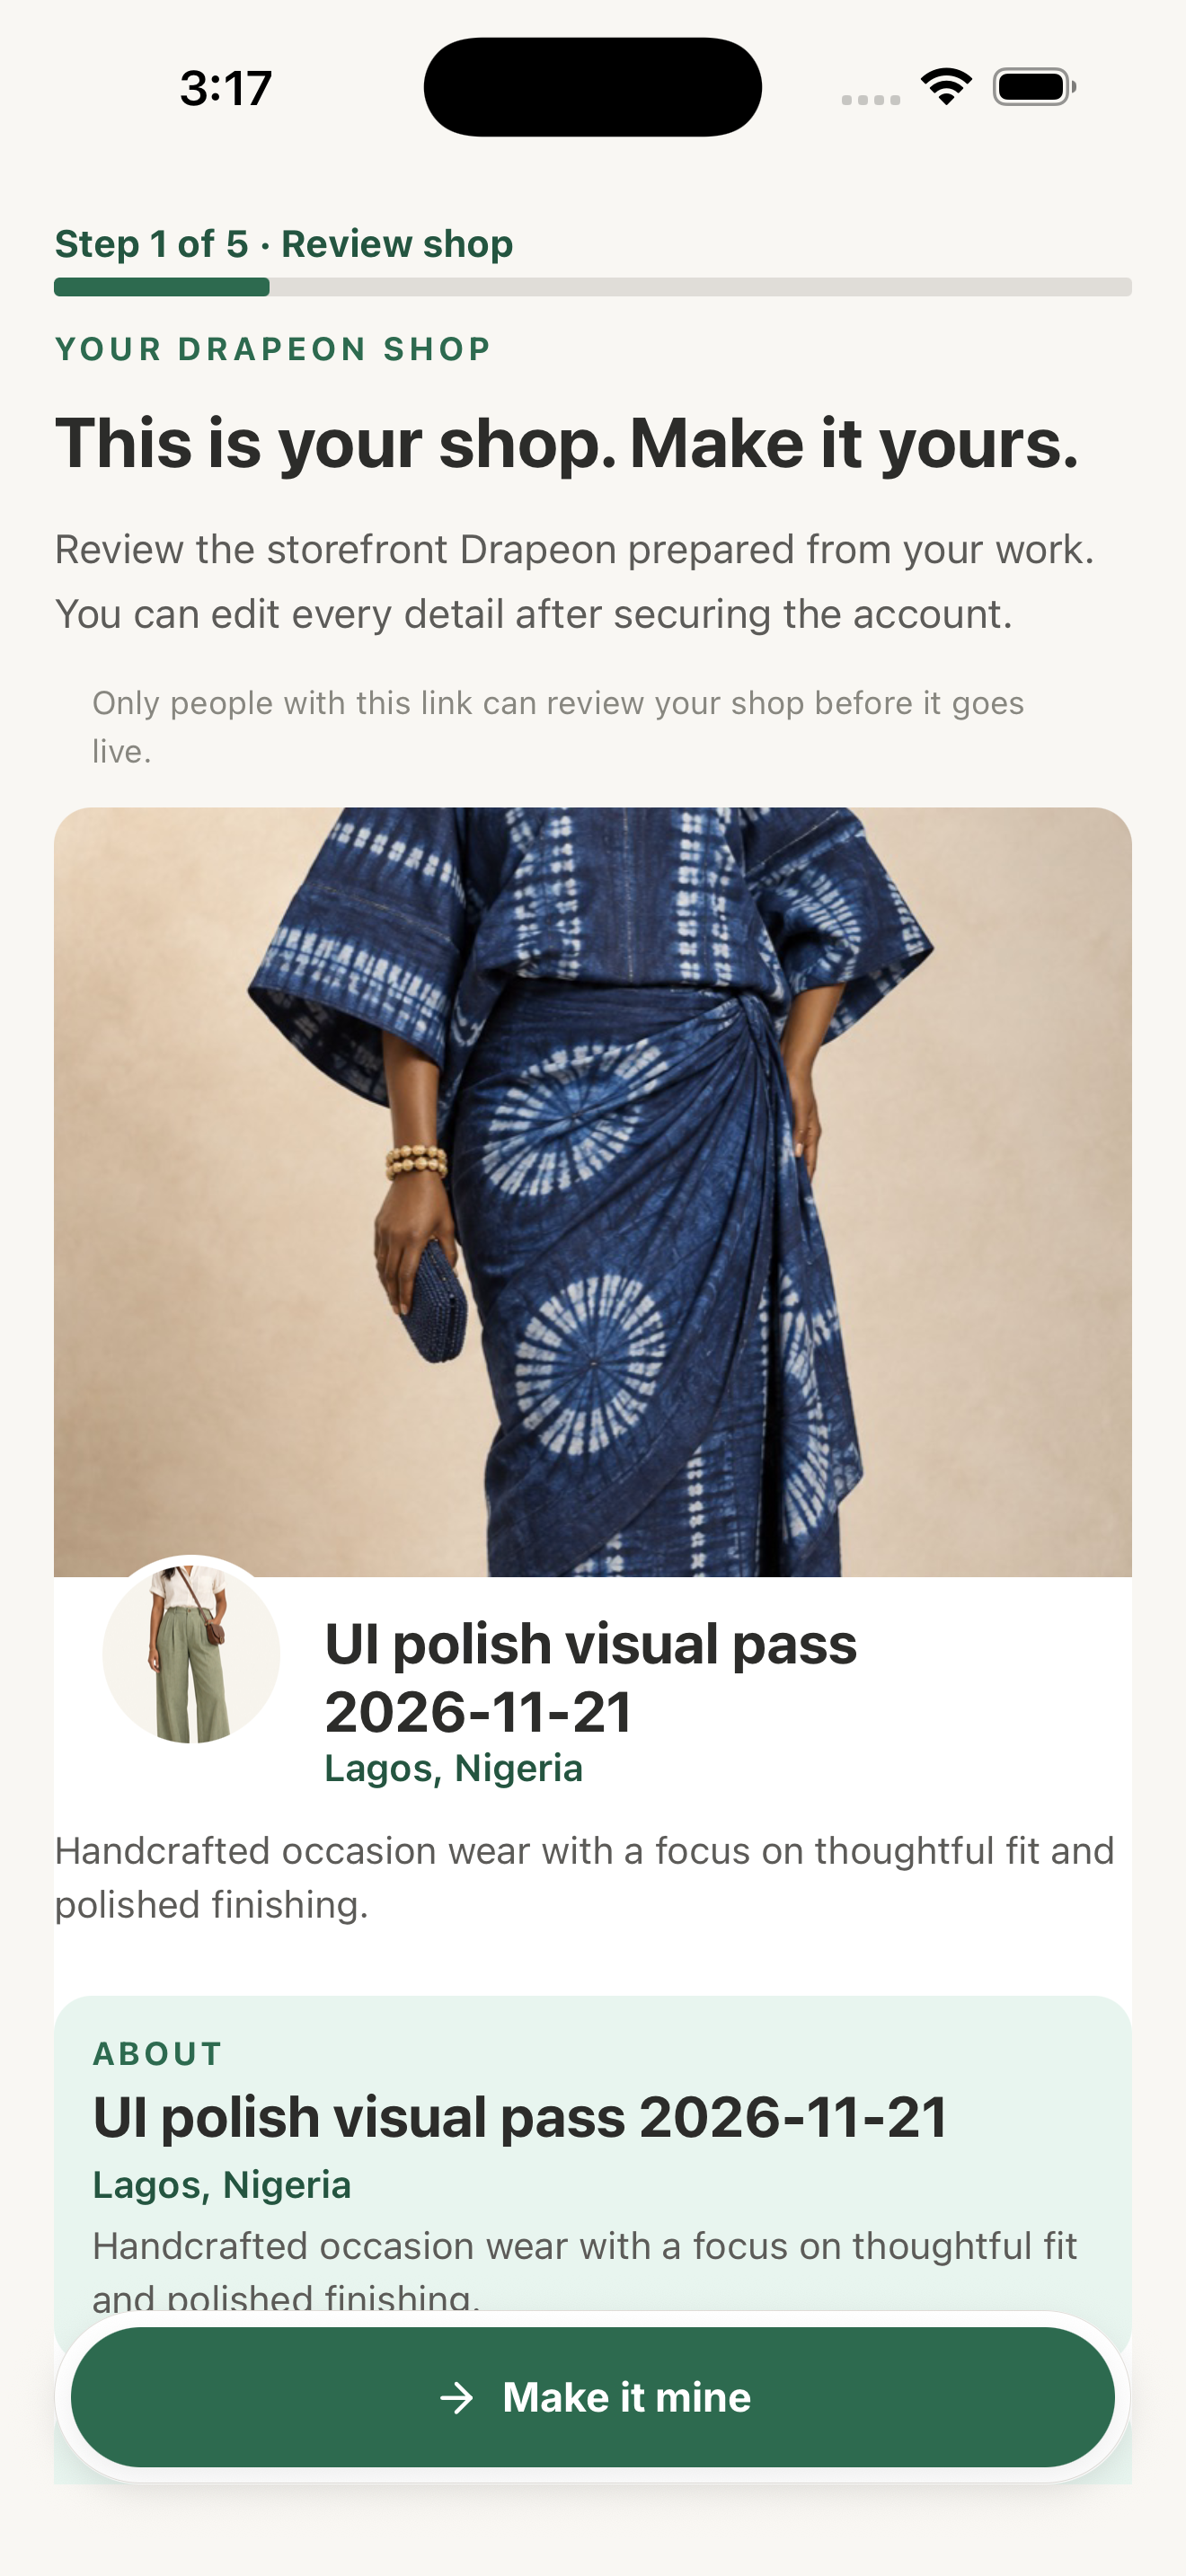 3:17
Step 1 of 5 · Review shop
YOUR DRAPEON SHOP
This is your shop. Make it yours.
Review the storefront Drapeon prepared from your work.
You can edit every detail after securing the account.
Only people with this link can review your shop before it goes
live.
UI polish visual pass
2026-11-21
Lagos, Nigeria
Handcrafted occasion wear with a focus on thoughtful fit and
polished finishing.
ABOUT
UI polish visual pass 2026-11-21
Lagos, Nigeria
Handcrafted occasion wear with a focus on thoughtful fit
and polished finishing.
Make it mine